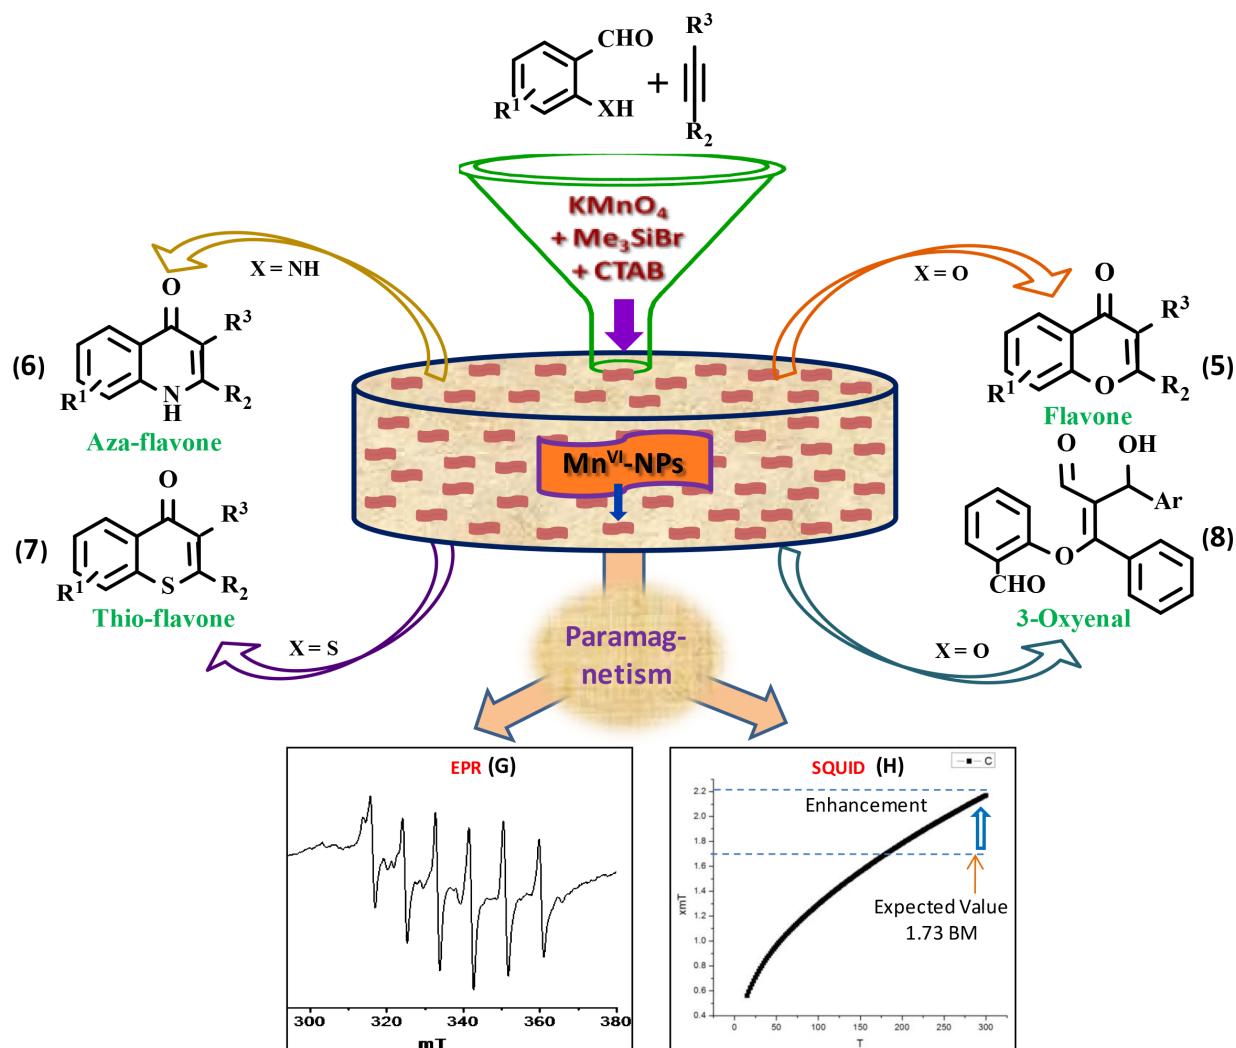 R³
CHO
+
R¹
XH
R₂
KMnO₄
+ Me₃SiBr
+ CTAB
X = NH
X = O
O
R³
(6)
R¹
N
H
R₂
Aza-flavone
O
R³
(5)
R¹
O
R₂
Flavone
Mnⱽᴵ-NPs
O
R³
(7)
R¹
S
R₂
Thio-flavone
X = S
O
OH
Ar
(8)
O
CHO
3-Oxyenal
X = O
Paramag-
netism
EPR (G)
300 320 340 360 380
mT
SQUID (H)
C
Enhancement
Expected Value
1.73 BM
2.2
2.0
1.8
1.6
1.4
1.2
1.0
0.8
0.6
0.4
xmT
0 50 100 150 200 250 300
T